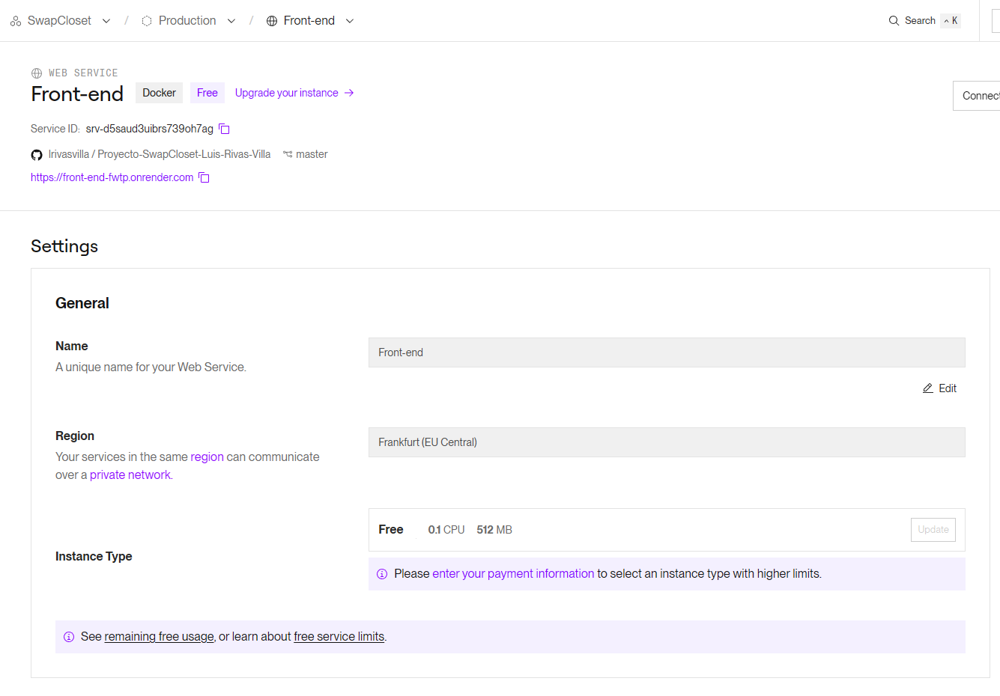 SwapCloset / Production / Front-end Search ^ K
WEB SERVICE
Front-end Docker Free Upgrade your instance →
Connect
Service ID: srv-d5saud3uibrs739oh7ag
lrivasvilla / Proyecto-SwapCloset-Luis-Rivas-Villa master
https://front-end-fwtp.onrender.com
Settings
General
Name
A unique name for your Web Service.
Front-end
Edit
Region
Your services in the same region can communicate
over a private network.
Frankfurt (EU Central)
Instance Type
Free 0.1 CPU 512 MB Update
Please enter your payment information to select an instance type with higher limits.
See remaining free usage, or learn about free service limits.